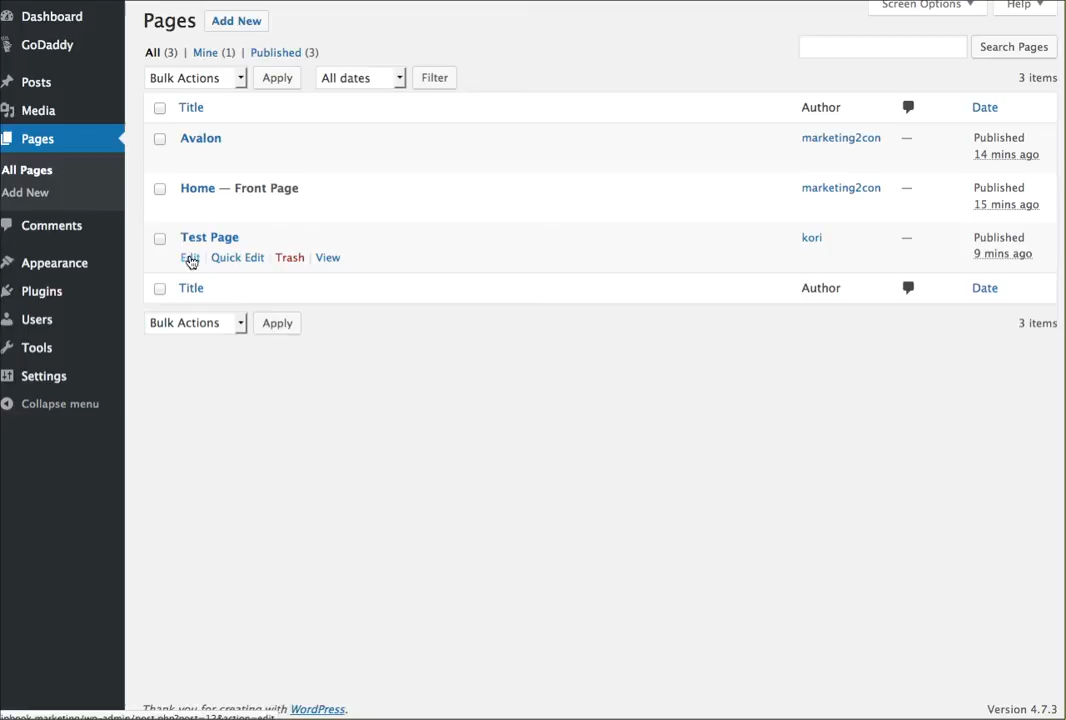 Dashboard
GoDaddy
Posts
Media
Pages
All Pages
Add New
Comments
Appearance
Plugins
Users
Tools
Settings
Collapse menu
Pages Add New
Screen Options Help
All (3) | Mine (1) | Published (3)
Search Pages
Bulk Actions Apply All dates Filter 3 items
Title Author Date
Avalon marketing2con — Published
14 mins ago
Home — Front Page marketing2con — Published
15 mins ago
Test Page kori — Published
Edit | Quick Edit | Trash | View 9 mins ago
Title Author Date
Bulk Actions Apply 3 items
Thank you for creating with WordPress. Version 4.7.3